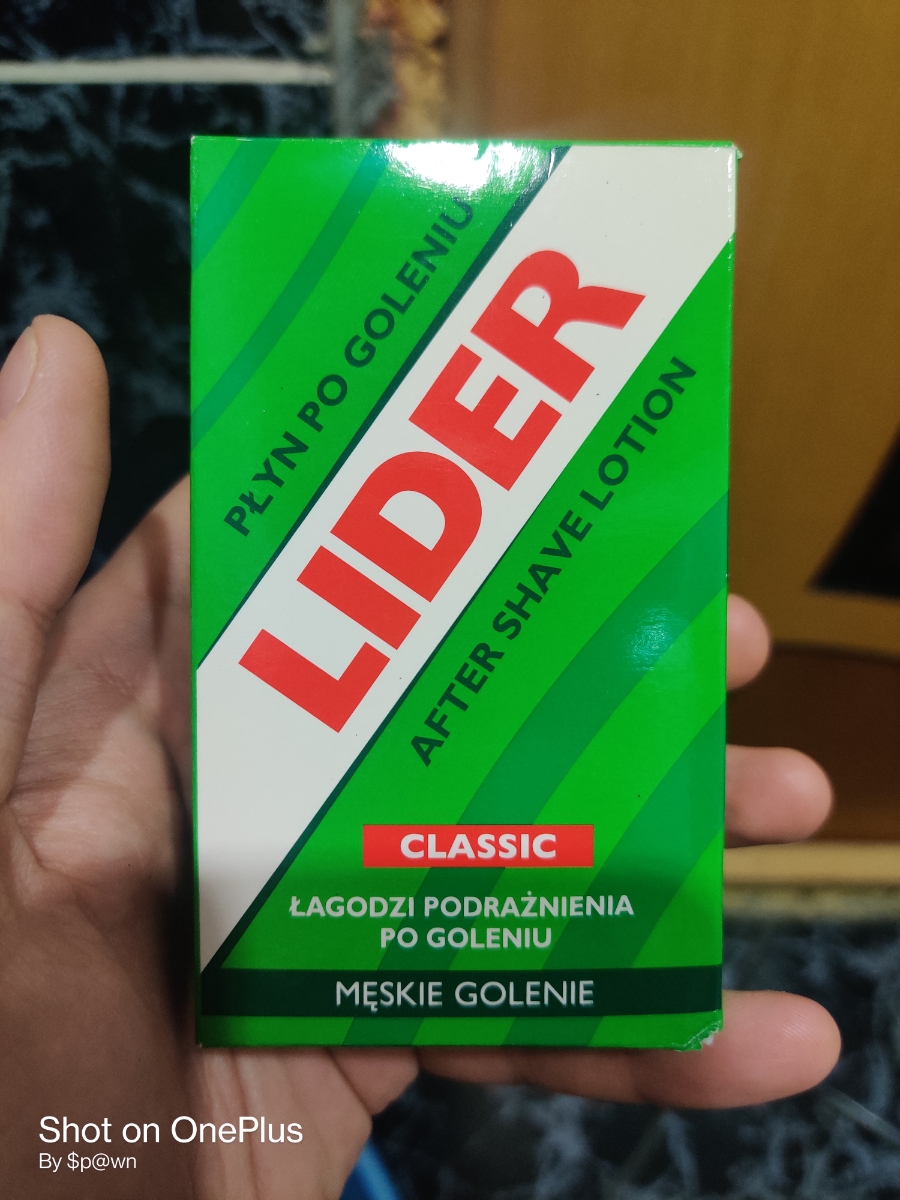 PŁYN PO GOLENIU
LIDER
AFTER SHAVE LOTION
CLASSIC
ŁAGODZI PODRAŻNIENIA
PO GOLENIU
MĘSKIE GOLENIE
Shot on OnePlus
By $p@wn